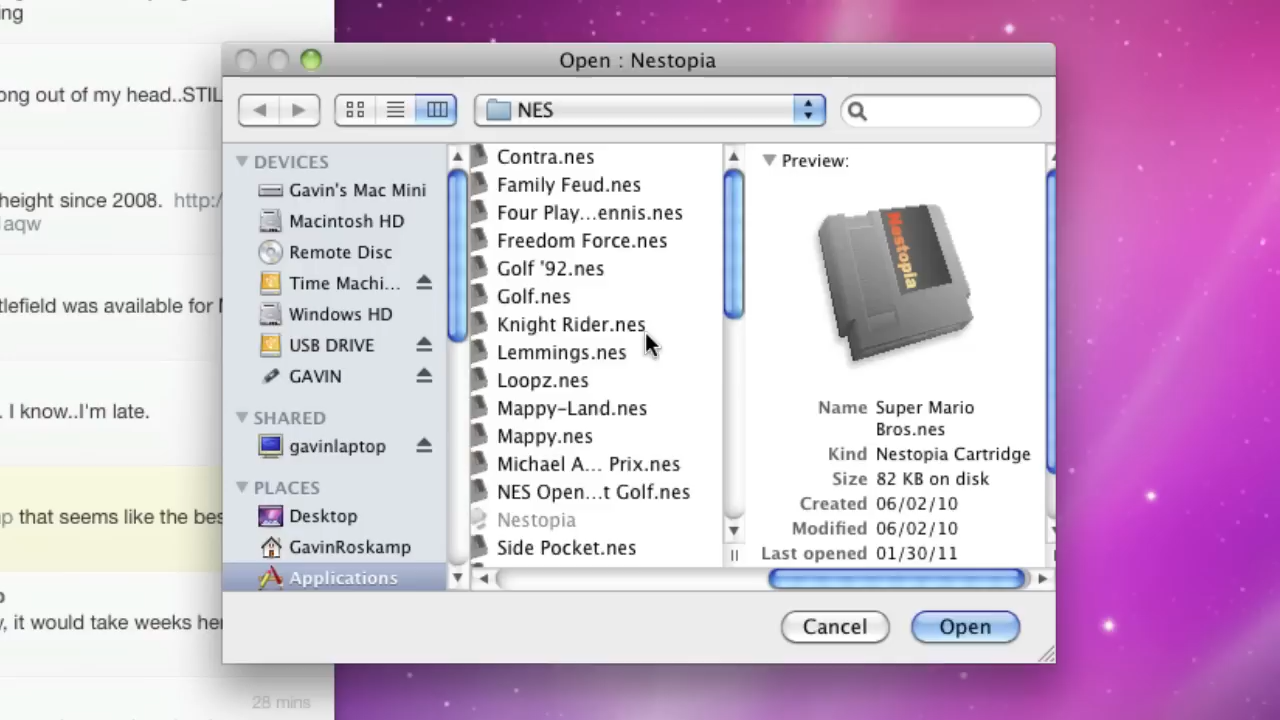 ing
Open : Nestopia
ong out of my head..STIL
NES
DEVICES
Gavin's Mac Mini
Macintosh HD
Remote Disc
Time Machi...
Windows HD
USB DRIVE
GAVIN
SHARED
gavinlaptop
PLACES
Desktop
GavinRoskamp
Applications
Contra.nes
Family Feud.nes
Four Play...ennis.nes
Freedom Force.nes
Golf '92.nes
Golf.nes
Knight Rider.nes
Lemmings.nes
Loopz.nes
Mappy-Land.nes
Mappy.nes
Michael A... Prix.nes
NES Open...t Golf.nes
Nestopia
Side Pocket.nes
Preview:
Nestopia
Name Super Mario
Bros.nes
Kind Nestopia Cartridge
Size 82 KB on disk
Created 06/02/10
Modified 06/02/10
Last opened 01/30/11
height since 2008. http:/
aqw
tlefield was available for
. I know..I'm late.
p that seems like the bes
y, it would take weeks her
28 mins
Cancel
Open